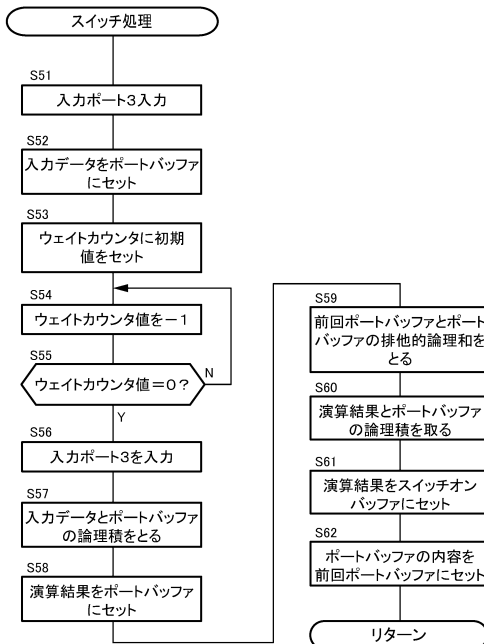 スイッチ処理
S51
入力ポート3入力
S52
入力データをポートバッファ
にセット
S53
ウェイトカウンタに初期
値をセット
S54
ウェイトカウンタ値を－1
S55
ウェイトカウンタ値=0?
N
Y
S56
入力ポート3を入力
S57
入力データとポートバッファ
の論理積をとる
S58
演算結果をポートバッファ
にセット
S59
前回ポートバッファとポート
バッファの排他的論理和を
とる
S60
演算結果とポートバッファ
の論理積を取る
S61
演算結果をスイッチオン
バッファにセット
S62
ポートバッファの内容を
前回ポートバッファにセット
リターン